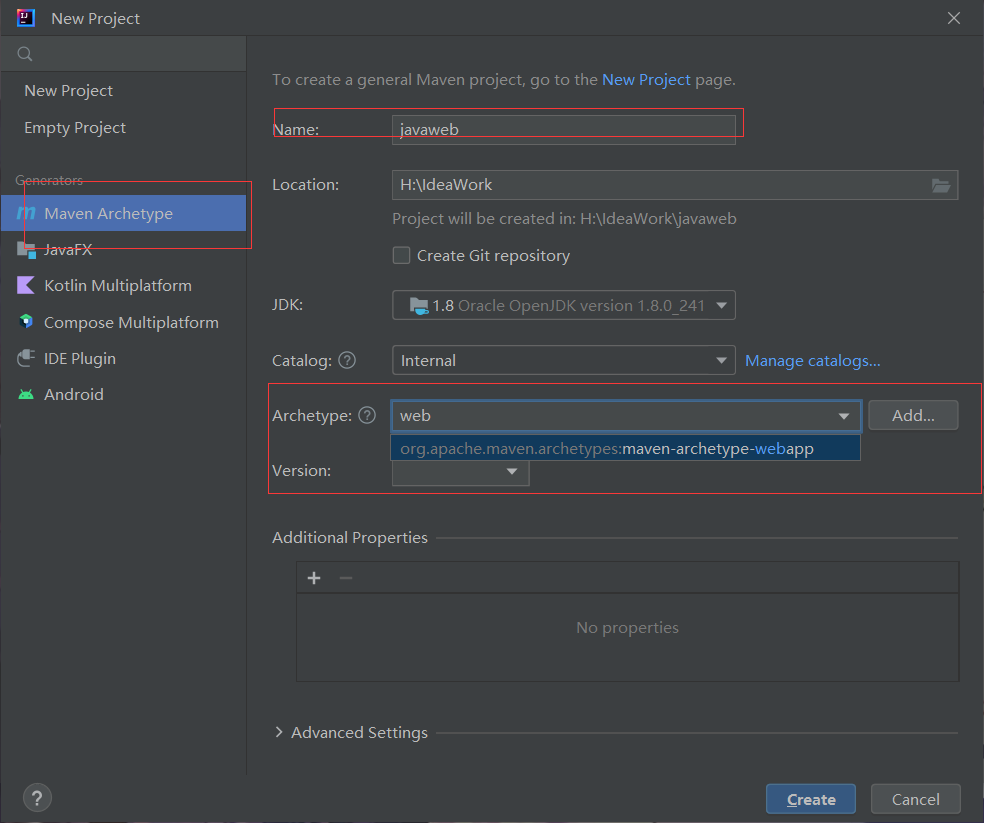 New Project
To create a general Maven project, go to the New Project page.
New Project
Empty Project
Name: javaweb
Generators
Location: H:\IdeaWork
Maven Archetype
Project will be created in: H:\IdeaWork\javaweb
JavaFX
Create Git repository
Kotlin Multiplatform
JDK: 1.8 Oracle OpenJDK version 1.8.0_241
Compose Multiplatform
IDE Plugin
Catalog: ? Internal Manage catalogs...
Android
Archetype: ? web Add...
org.apache.maven.archetypes:maven-archetype-webapp
Version:
Additional Properties
+ −
No properties
Advanced Settings
? Create Cancel